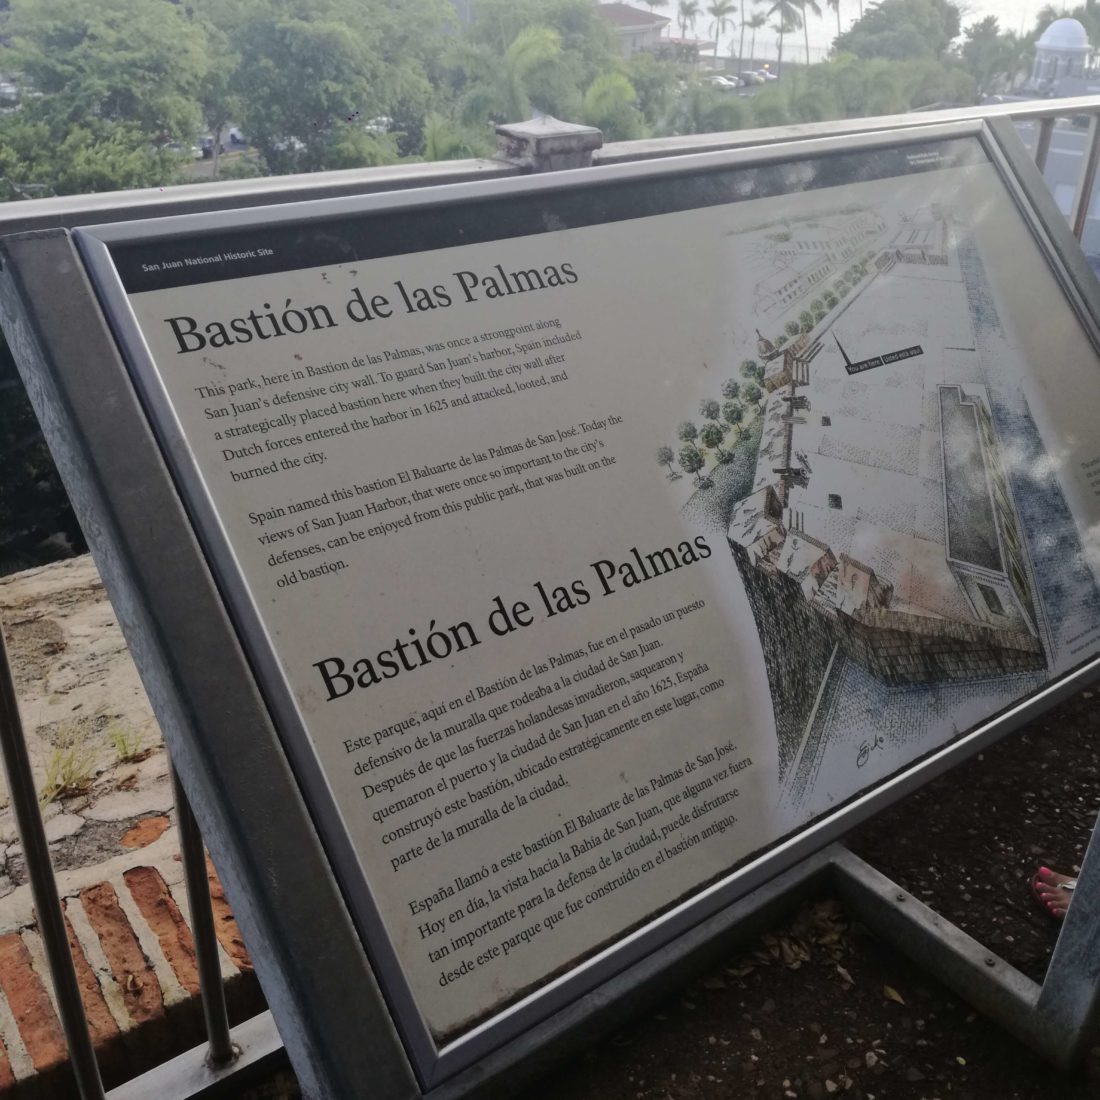 San Juan National Historic Site
National Park Service
Bastión de las Palmas
This park, here in Bastion de las Palmas, was once a strongpoint along
San Juan's defensive city wall. To guard San Juan's harbor, Spain included
a strategically placed bastion here when they built the city wall after
Dutch forces entered the harbor in 1625 and attacked, looted, and
burned the city.
Spain named this bastion El Baluarte de las Palmas de San José. Today the
views of San Juan Harbor, that were once so important to the city's
defenses, can be enjoyed from this public park, that was built on the
old bastion.
Bastión de las Palmas
Este parque, aquí en el Bastión de las Palmas, fue en el pasado un puesto
defensivo de la muralla que rodeaba a la ciudad de San Juan.
Después de que las fuerzas holandesas invadieron, saquearon y
quemaron el puerto y la ciudad de San Juan en el año 1625, España
construyó este bastión, ubicado estratégicamente en este lugar, como
parte de la muralla de la ciudad.
España llamó a este bastión El Baluarte de las Palmas de San José.
Hoy en día, la vista hacia la Bahía de San Juan, que alguna vez fuera
tan importante para la defensa de la ciudad, puede disfrutarse
desde este parque que fue construido en el bastión antiguo.
You are here. Usted está aquí